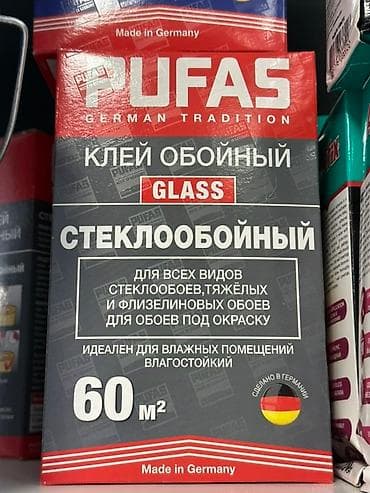 Made in Germany
PUFAS
GERMAN TRADITION
КЛЕЙ ОБОЙНЫЙ
GLASS
СТЕКЛООБОЙНЫЙ
ДЛЯ ВСЕХ ВИДОВ
СТЕКЛООБОЕВ,ТЯЖЁЛЫХ
И ФЛИЗЕЛИНОВЫХ ОБОЕВ
ДЛЯ ОБОЕВ ПОД ОКРАСКУ
ИДЕАЛЕН ДЛЯ ВЛАЖНЫХ ПОМЕЩЕНИЙ
ВЛАГОСТОЙКИЙ
60 м²
СДЕЛАНО В ГЕРМАНИИ
Made in Germany